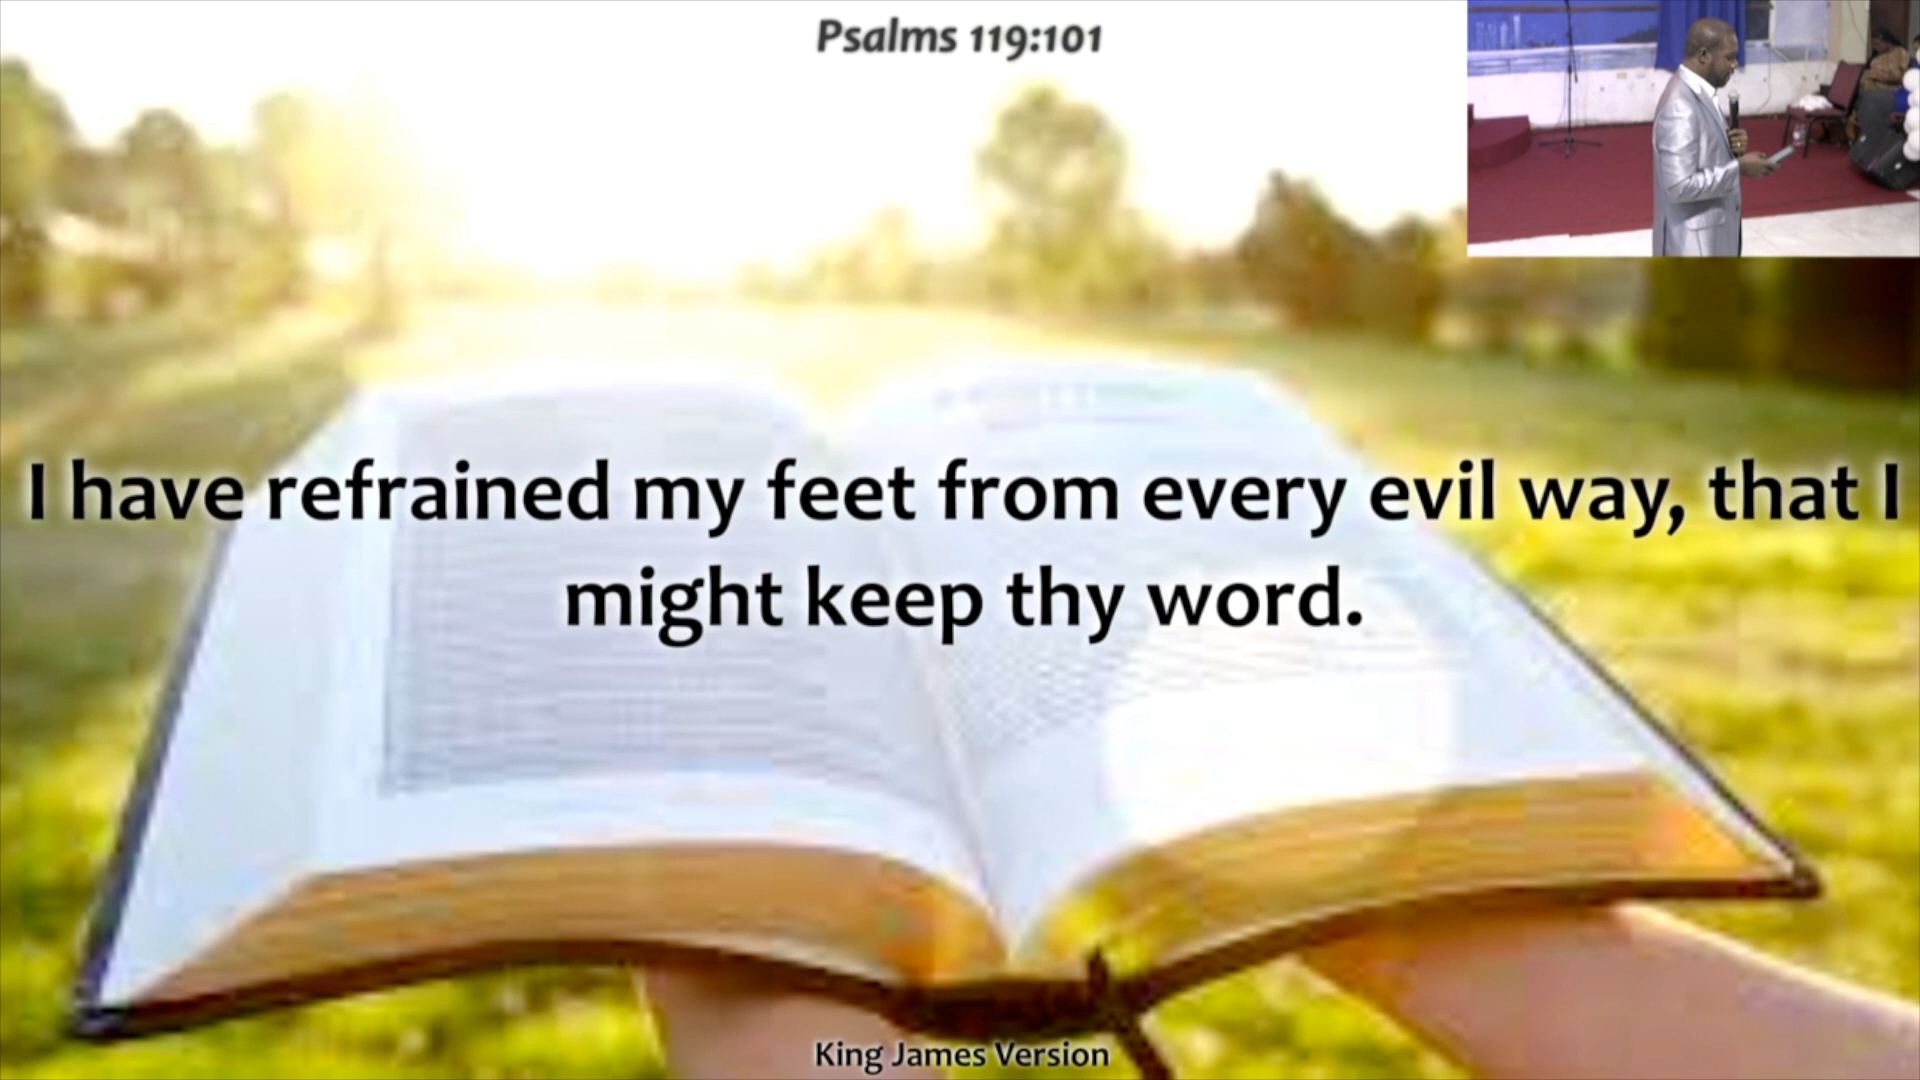 Psalms 119:101
I have refrained my feet from every evil way, that I
might keep thy word.
King James Version